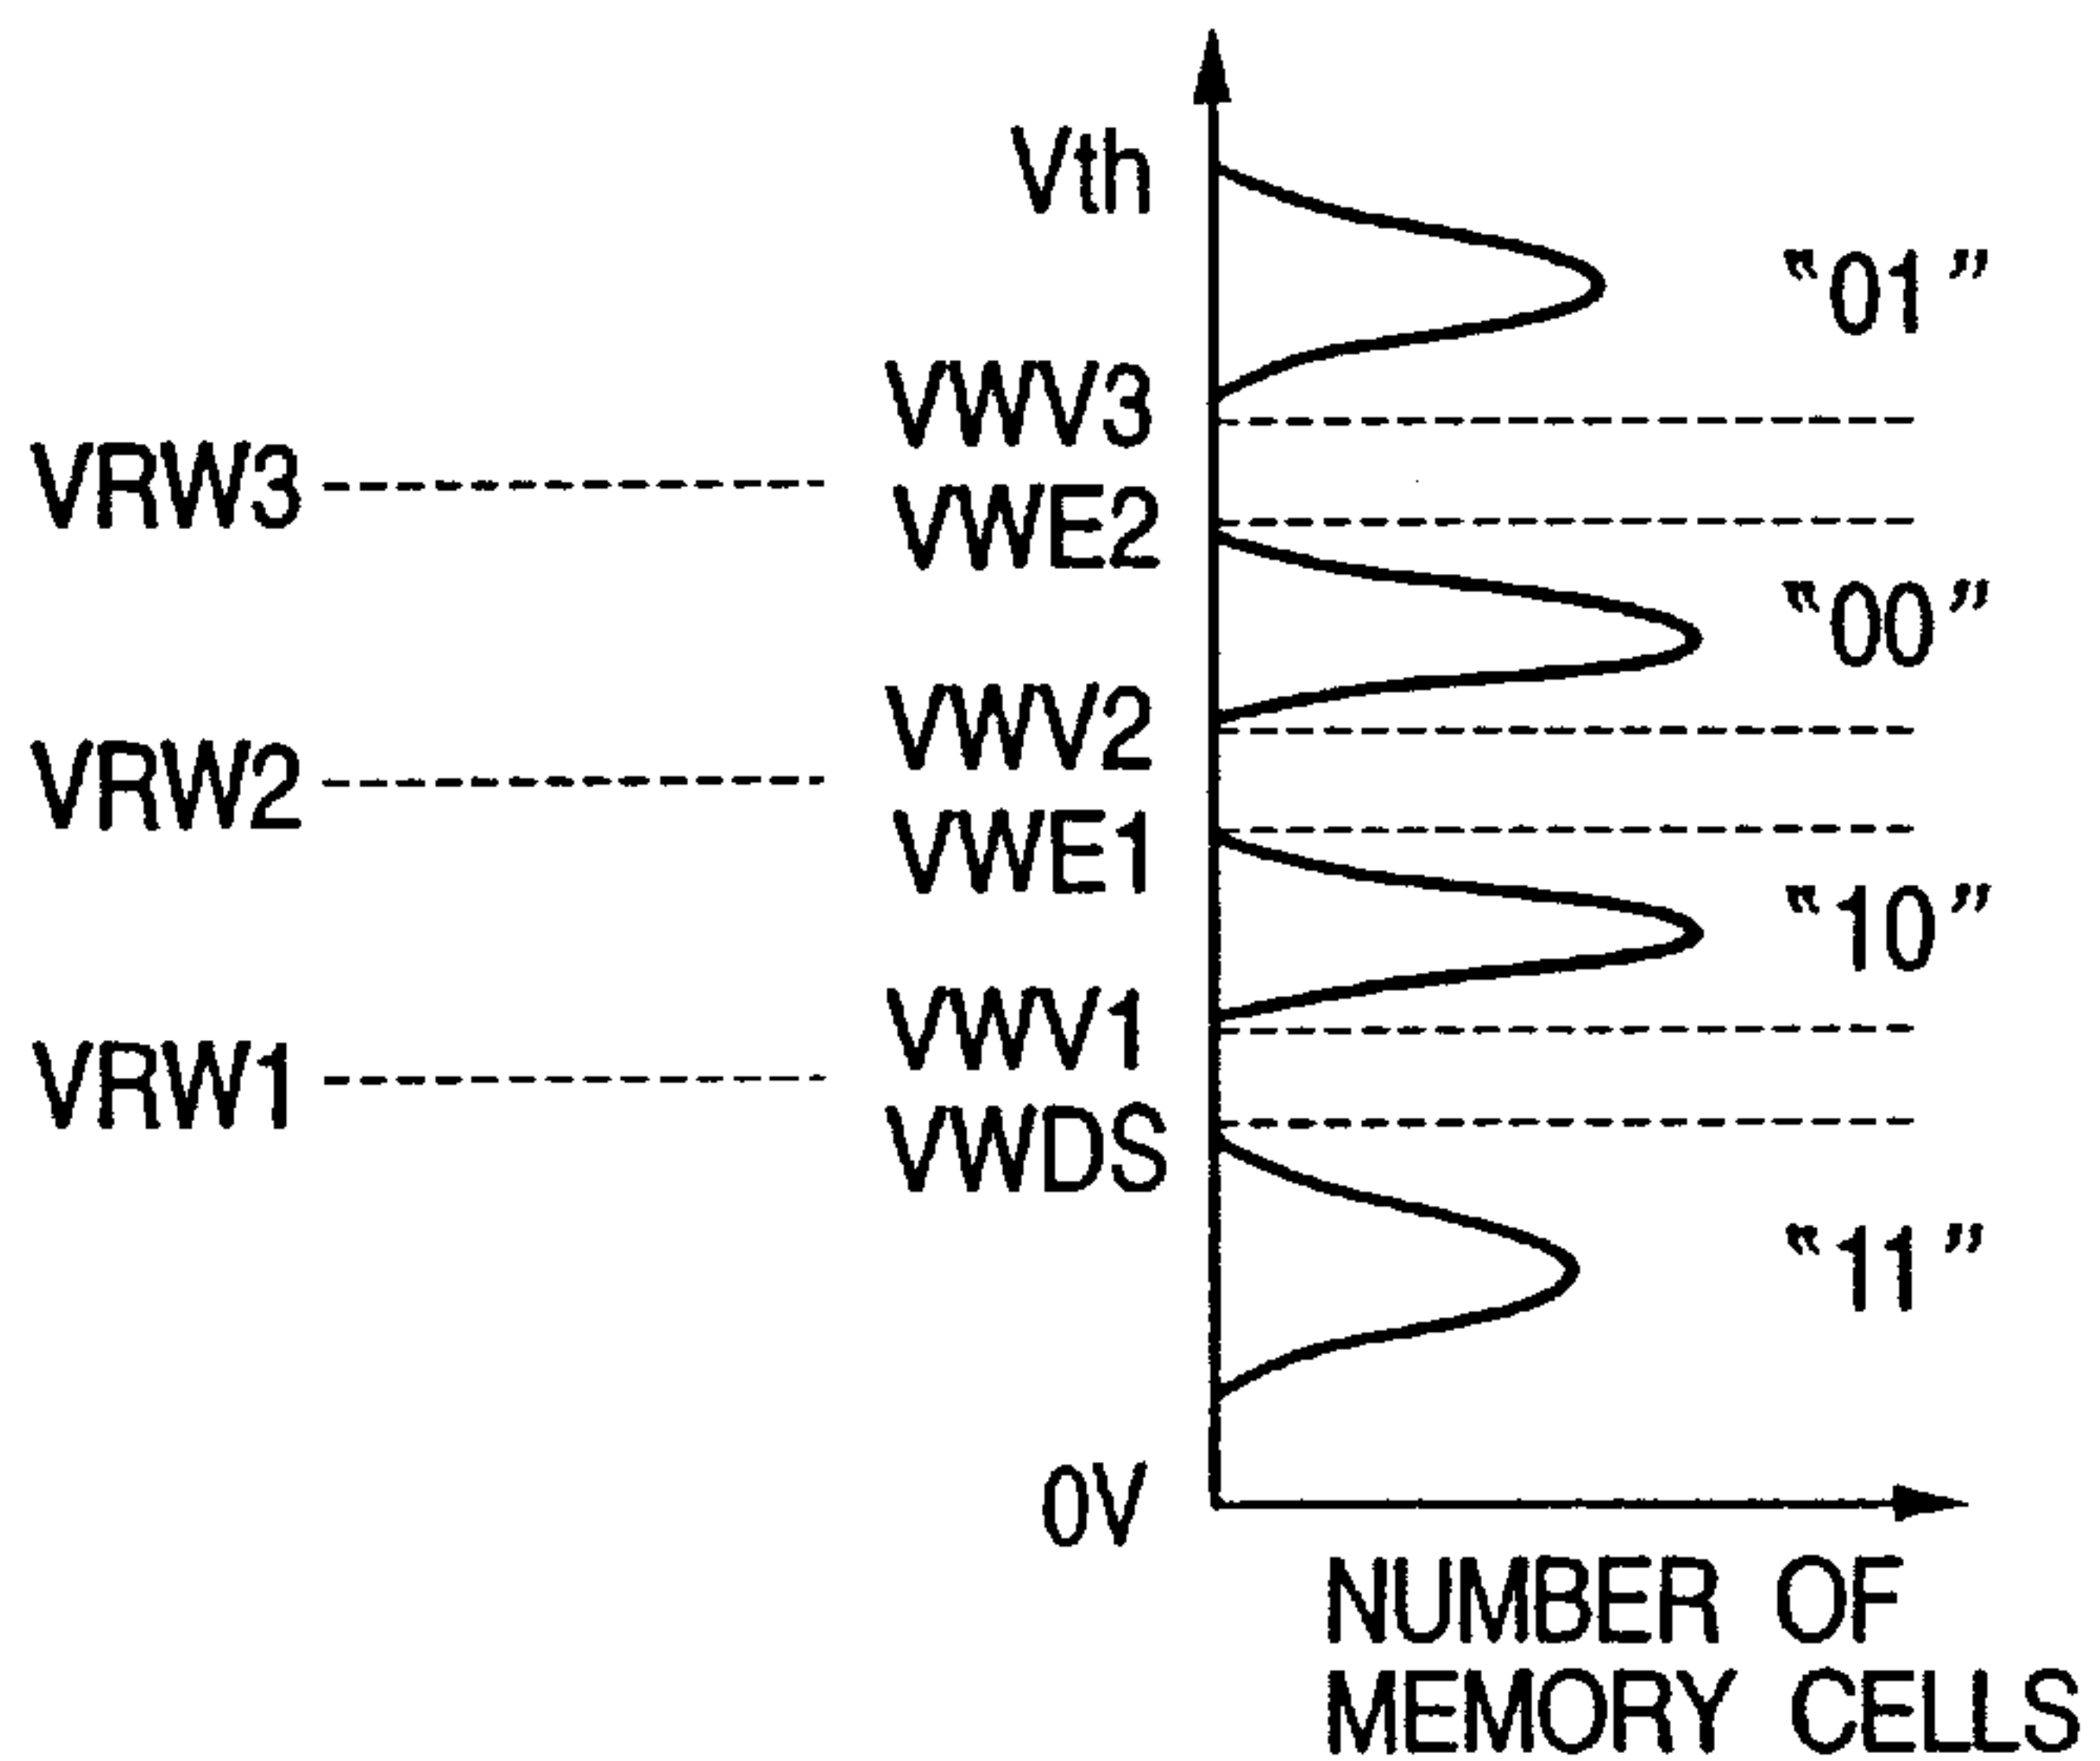 Vth
“01”
VWV3
VRW3
VWE2
“00”
VWV2
VRW2
VWE1
“10”
VWV1
VRW1
VWDS
“11”
0V
NUMBER OF
MEMORY CELLS